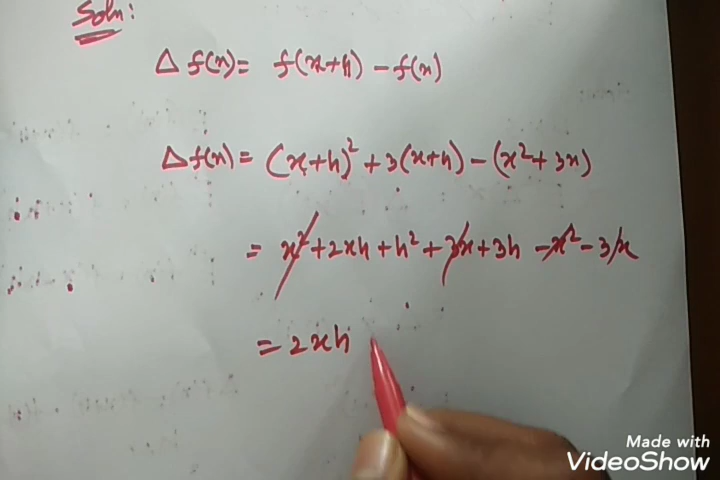 Soln:
Δ f(x) = f(x+h) - f(x)
Δ f(x) = (x+h)² + 3(x+h) - (x² + 3x)
= x² + 2xh + h² + 3x + 3h - x² - 3x
= 2xh
Made with
VideoShow